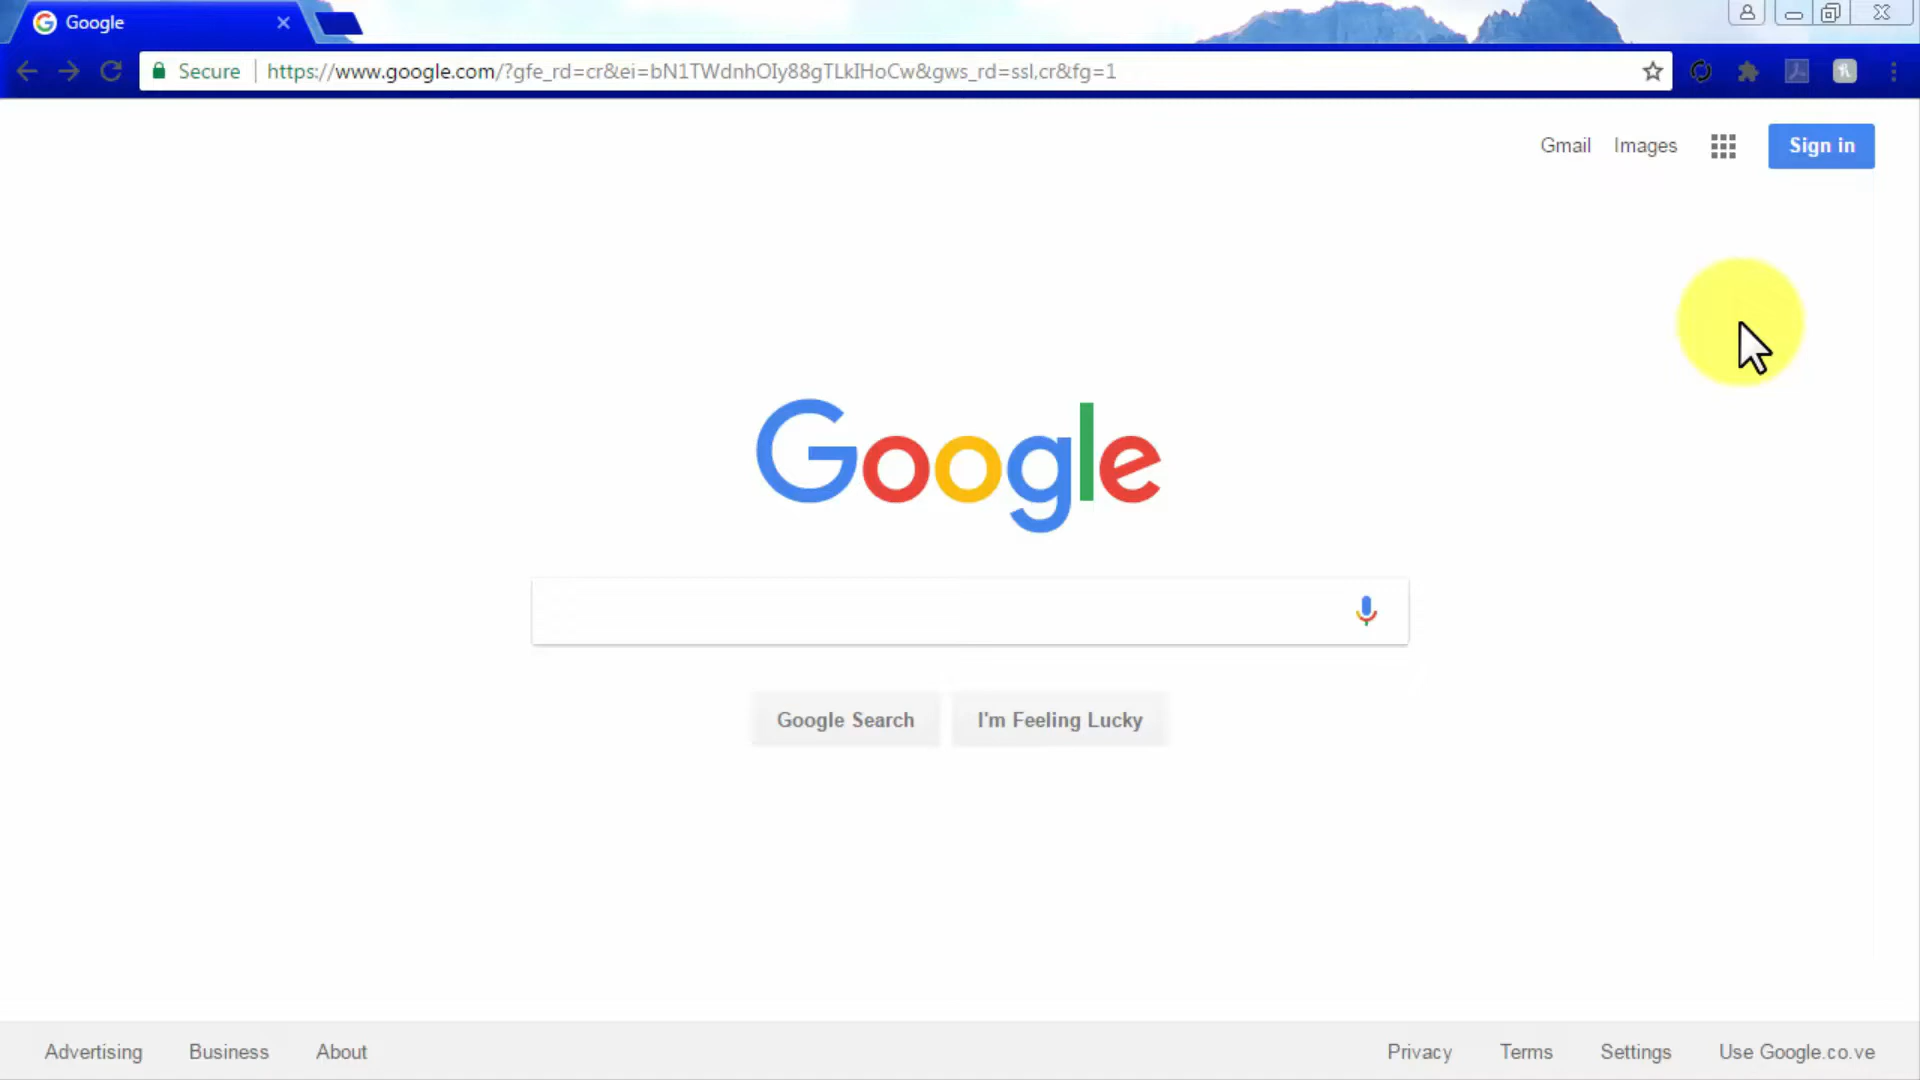 Google
Secure
https://www.google.com/?gfe_rd=cr&ei=bN1TWdnhOIy88gTLkIHoCw&gws_rd=ssl,cr&fg=1
Gmail
Images
Sign in
Google
Google Search
I'm Feeling Lucky
Advertising
Business
About
Privacy
Terms
Settings
Use Google.co.ve